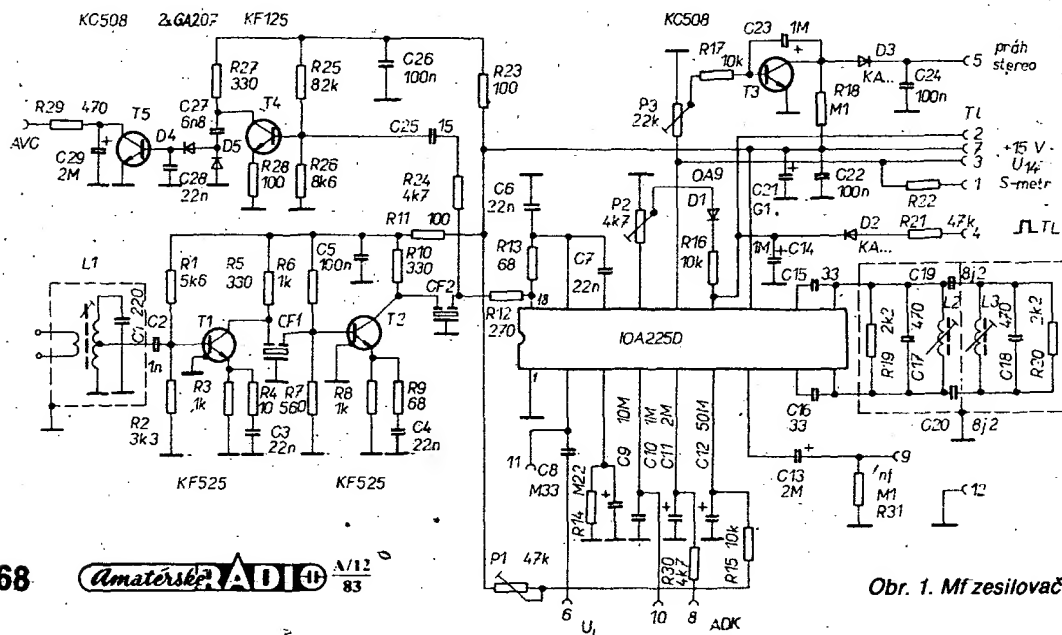 KC508 2xGA207 KF125
KC508
C23 1M
R17 10k
D3 KA...
T3
C24 100n
5 práh stereo
R27 330
R25 82k
C26 100n
R23 100
R29 470
T5
C27 6n8
T4
AVC
D4
D5
C29 2M
C28 22n
R28 100
R26 8k6
C25 15
R24 4k7
P3 22k
R18 M1
TL
2
7 +15 V
3 U14
1 S-metr
C21 G1
C22 100n
R22
C6 22n
P2 4k7
OA9
D1
R16 10k
D2 KA...
R21 47k
4 TL
1M C14
R11 100
R10 330
R13 68
C7 22n
L1
C1 220
C2 1n
R1 5k6
R5 330
R6 1k
C5 100n
T1
CF1
T2
CF2
R12 270
18
1
A225D
C15 33
C16 33
C19 8j2
R19 2k2
C17 470
L2
L3
C18 470
R20 2k2
C20 8j2
R2 3k3
R3 1k
R4 10
C3 22n
R7 560
R8 1k
R9 68
C4 22n
KF525
KF525
11
C8 M33
R14 M22
C9 10M
C10 1M
C11 2M
C12 50M
C13 2M
9 nf
M1 R31
12
P1 47k
R30 4k7
R15 10k
6
10
8 ADK
68 Amatérské RADIO A/12 83
Obr. 1. Mf zesilovač